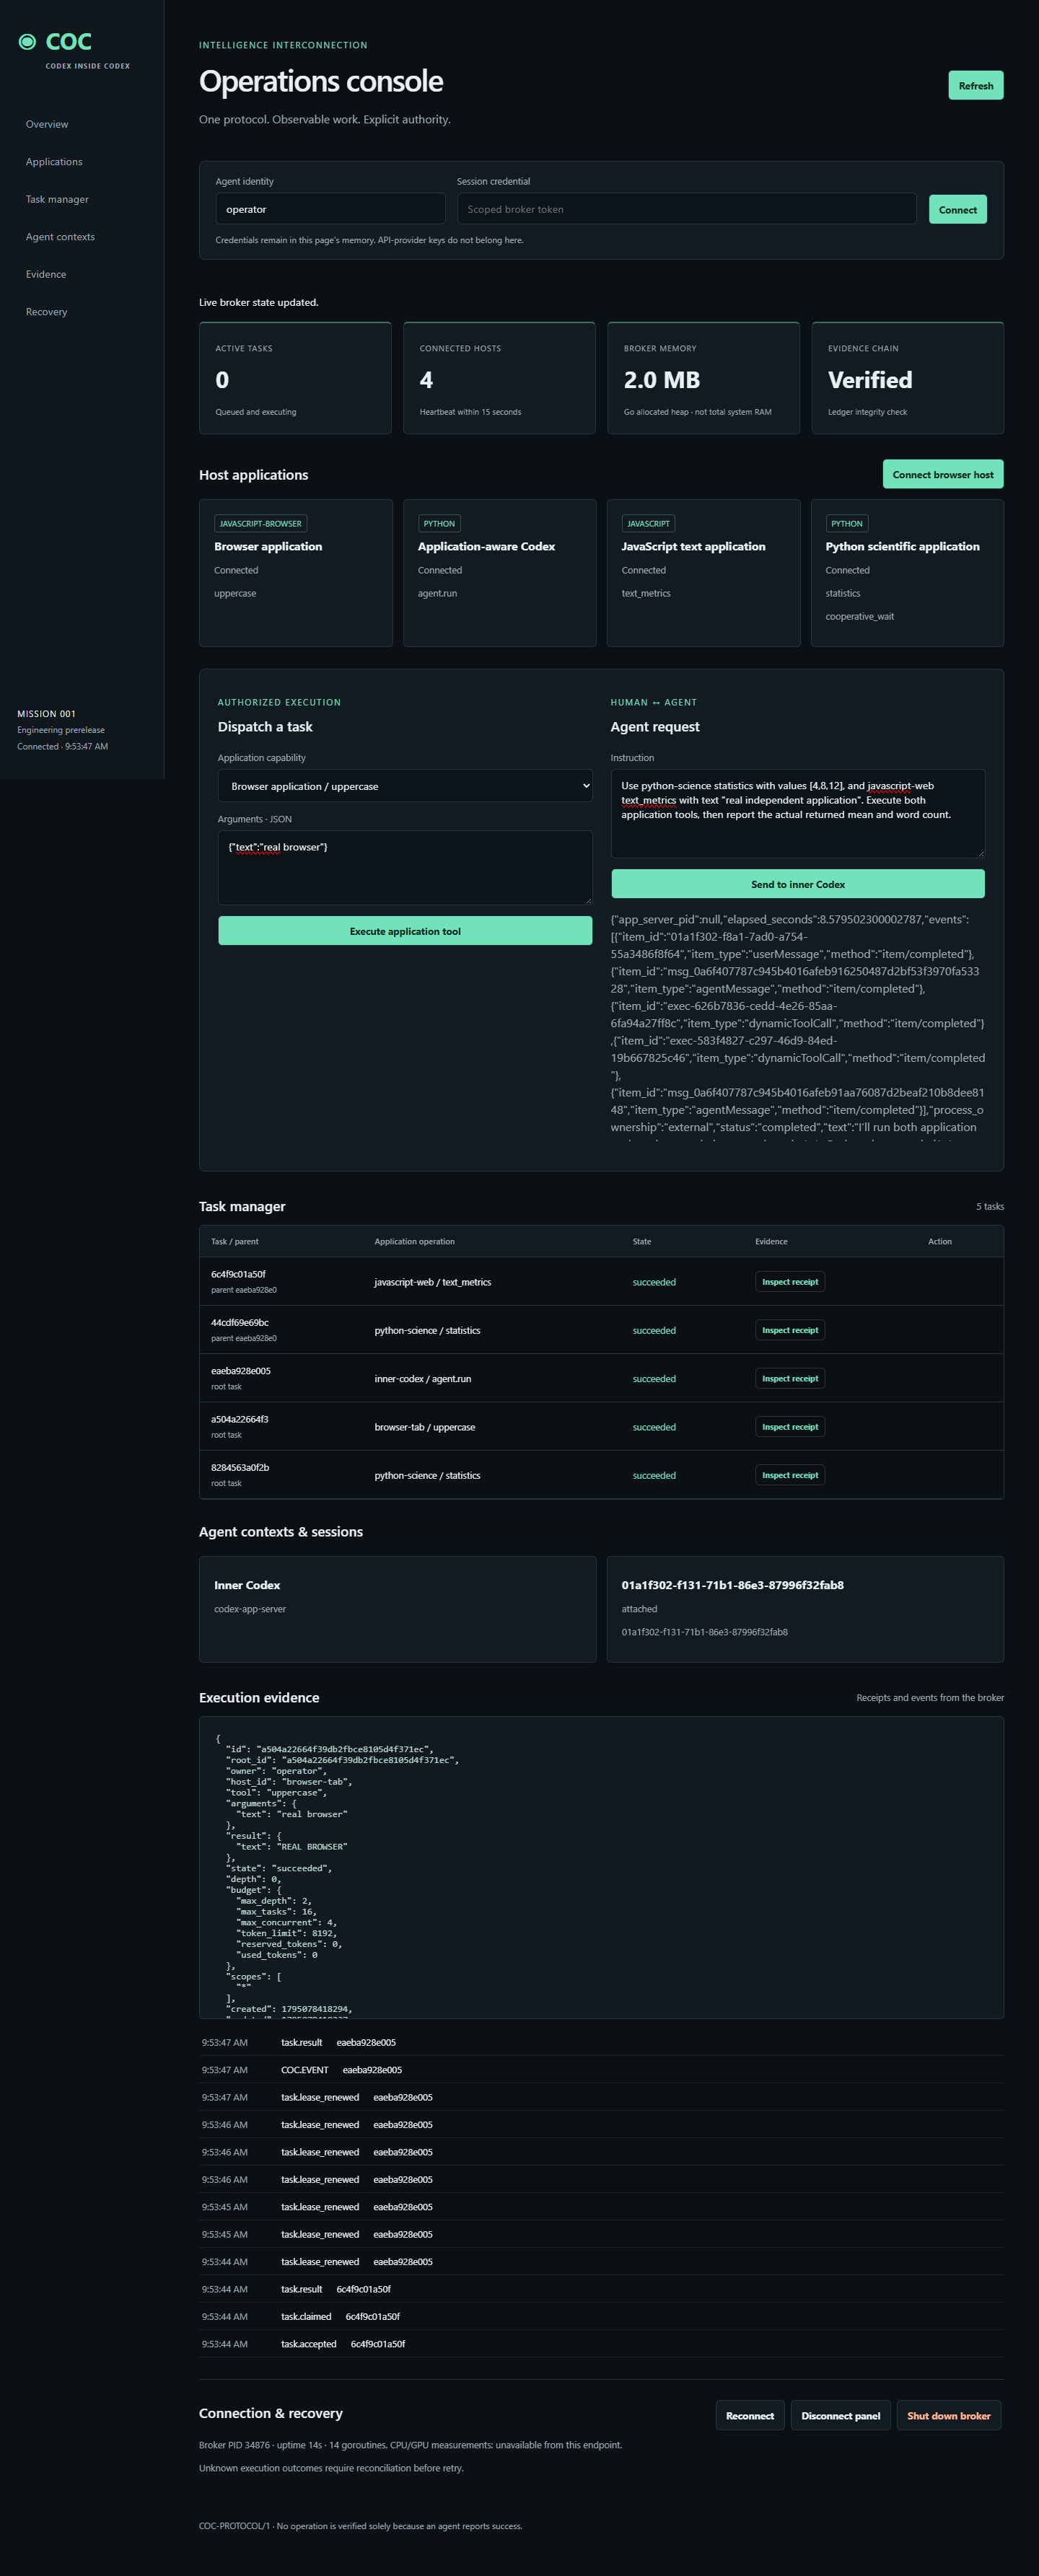 COC
CODEX INSIDE CODEX
Overview
Applications
Task manager
Agent contexts
Evidence
Recovery
MISSION 001
Engineering prerelease
Connected · 9:53:47 AM
INTELLIGENCE INTERCONNECTION
Operations console
One protocol. Observable work. Explicit authority.
Refresh
Agent identity
Session credential
operator
Scoped broker token
Connect
Credentials remain in this page's memory. API-provider keys do not belong here.
Live broker state updated.
ACTIVE TASKS
0
Queued and executing
CONNECTED HOSTS
4
Heartbeat within 15 seconds
BROKER MEMORY
2.0 MB
Go allocated heap · not total system RAM
EVIDENCE CHAIN
Verified
Ledger integrity check
Host applications
Connect browser host
JAVASCRIPT-BROWSER
Browser application
Connected
uppercase
PYTHON
Application-aware Codex
Connected
agent.run
JAVASCRIPT
JavaScript text application
Connected
text_metrics
PYTHON
Python scientific application
Connected
statistics
cooperative_wait
AUTHORIZED EXECUTION
Dispatch a task
Application capability
Browser application / uppercase
Arguments · JSON
{"text":"real browser"}
Execute application tool
HUMAN ↔ AGENT
Agent request
Instruction
Use python-science statistics with values [4,8,12], and javascript-web
text_metrics with text "real independent application". Execute both
application tools, then report the actual returned mean and word count.
Send to inner Codex
{"app_server_pid":null,"elapsed_seconds":8.579502300002787,"events":
[{"item_id":"01a1f302-f8a1-7ad0-a754-
55a3486f8f64","item_type":"userMessage","method":"item/completed"},
{"item_id":"msg_0a6f407787c945b4016afeb916250487d2bf53f3970fa533
28","item_type":"agentMessage","method":"item/completed"},
{"item_id":"exec-626b7836-cedd-4e26-85aa-
6fa94a27ff8c","item_type":"dynamicToolCall","method":"item/completed"}
,{"item_id":"exec-583f4827-c297-46d9-84ed-
19b667825c46","item_type":"dynamicToolCall","method":"item/completed
"},
{"item_id":"msg_0a6f407787c945b4016afeb91aa76087d2beaf210b8dee81
48","item_type":"agentMessage","method":"item/completed"}],"process_o
wnership":"external","status":"completed","text":"I'll run both application
Task manager
5 tasks
Task / parent
Application operation
State
Evidence
Action
6c4f9c01a50f
parent eaeba928e0
javascript-web / text_metrics
succeeded
Inspect receipt
44cdf69e69bc
parent eaeba928e0
python-science / statistics
succeeded
Inspect receipt
eaeba928e005
root task
inner-codex / agent.run
succeeded
Inspect receipt
a504a22664f3
root task
browser-tab / uppercase
succeeded
Inspect receipt
8284563a0f2b
root task
python-science / statistics
succeeded
Inspect receipt
Agent contexts & sessions
Inner Codex
codex-app-server
01a1f302-f131-71b1-86e3-87996f32fab8
attached
01a1f302-f131-71b1-86e3-87996f32fab8
Execution evidence
Receipts and events from the broker
{
"id": "a504a22664f39db2fbce8105d4f371ec",
"root_id": "a504a22664f39db2fbce8105d4f371ec",
"owner": "operator",
"host_id": "browser-tab",
"tool": "uppercase",
"arguments": {
"text": "real browser"
},
"result": {
"text": "REAL BROWSER"
},
"state": "succeeded",
"depth": 0,
"budget": {
"max_depth": 2,
"max_tasks": 16,
"max_concurrent": 4,
"token_limit": 8192,
"reserved_tokens": 0,
"used_tokens": 0
},
"scopes": [
"*"
],
"created": 1795078418294,
9:53:47 AM task.result eaeba928e005
9:53:47 AM COC.EVENT eaeba928e005
9:53:47 AM task.lease_renewed eaeba928e005
9:53:46 AM task.lease_renewed eaeba928e005
9:53:46 AM task.lease_renewed eaeba928e005
9:53:46 AM task.lease_renewed eaeba928e005
9:53:45 AM task.lease_renewed eaeba928e005
9:53:45 AM task.lease_renewed eaeba928e005
9:53:44 AM task.lease_renewed eaeba928e005
9:53:44 AM task.result 6c4f9c01a50f
9:53:44 AM task.claimed 6c4f9c01a50f
9:53:44 AM task.accepted 6c4f9c01a50f
Connection & recovery
Reconnect
Disconnect panel
Shut down broker
Broker PID 34876 · uptime 14s · 14 goroutines. CPU/GPU measurements: unavailable from this endpoint.
Unknown execution outcomes require reconciliation before retry.
COC-PROTOCOL/1 · No operation is verified solely because an agent reports success.